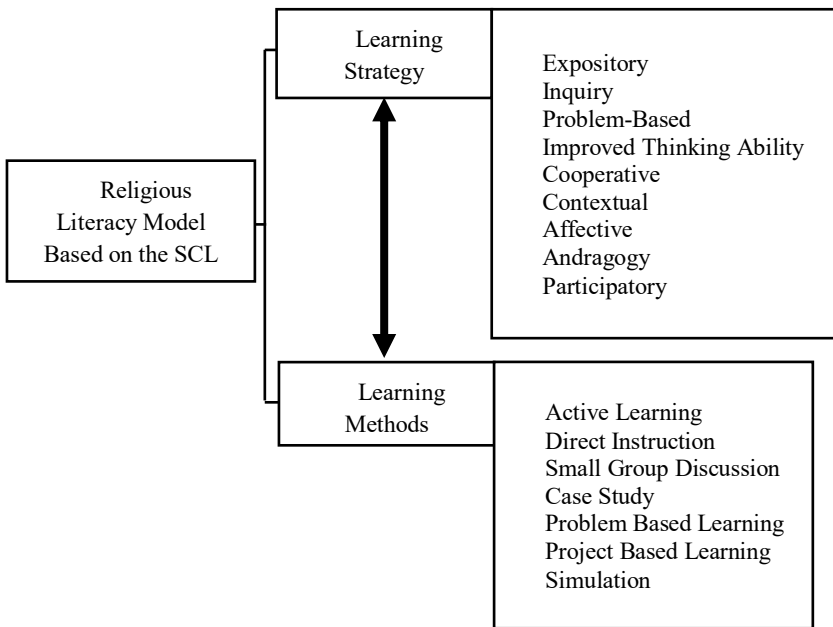 Religious
Literacy Model
Based on the SCL
Learning
Strategy
Expository
Inquiry
Problem-Based
Improved Thinking Ability
Cooperative
Contextual
Affective
Andragogy
Participatory
Learning
Methods
Active Learning
Direct Instruction
Small Group Discussion
Case Study
Problem Based Learning
Project Based Learning
Simulation